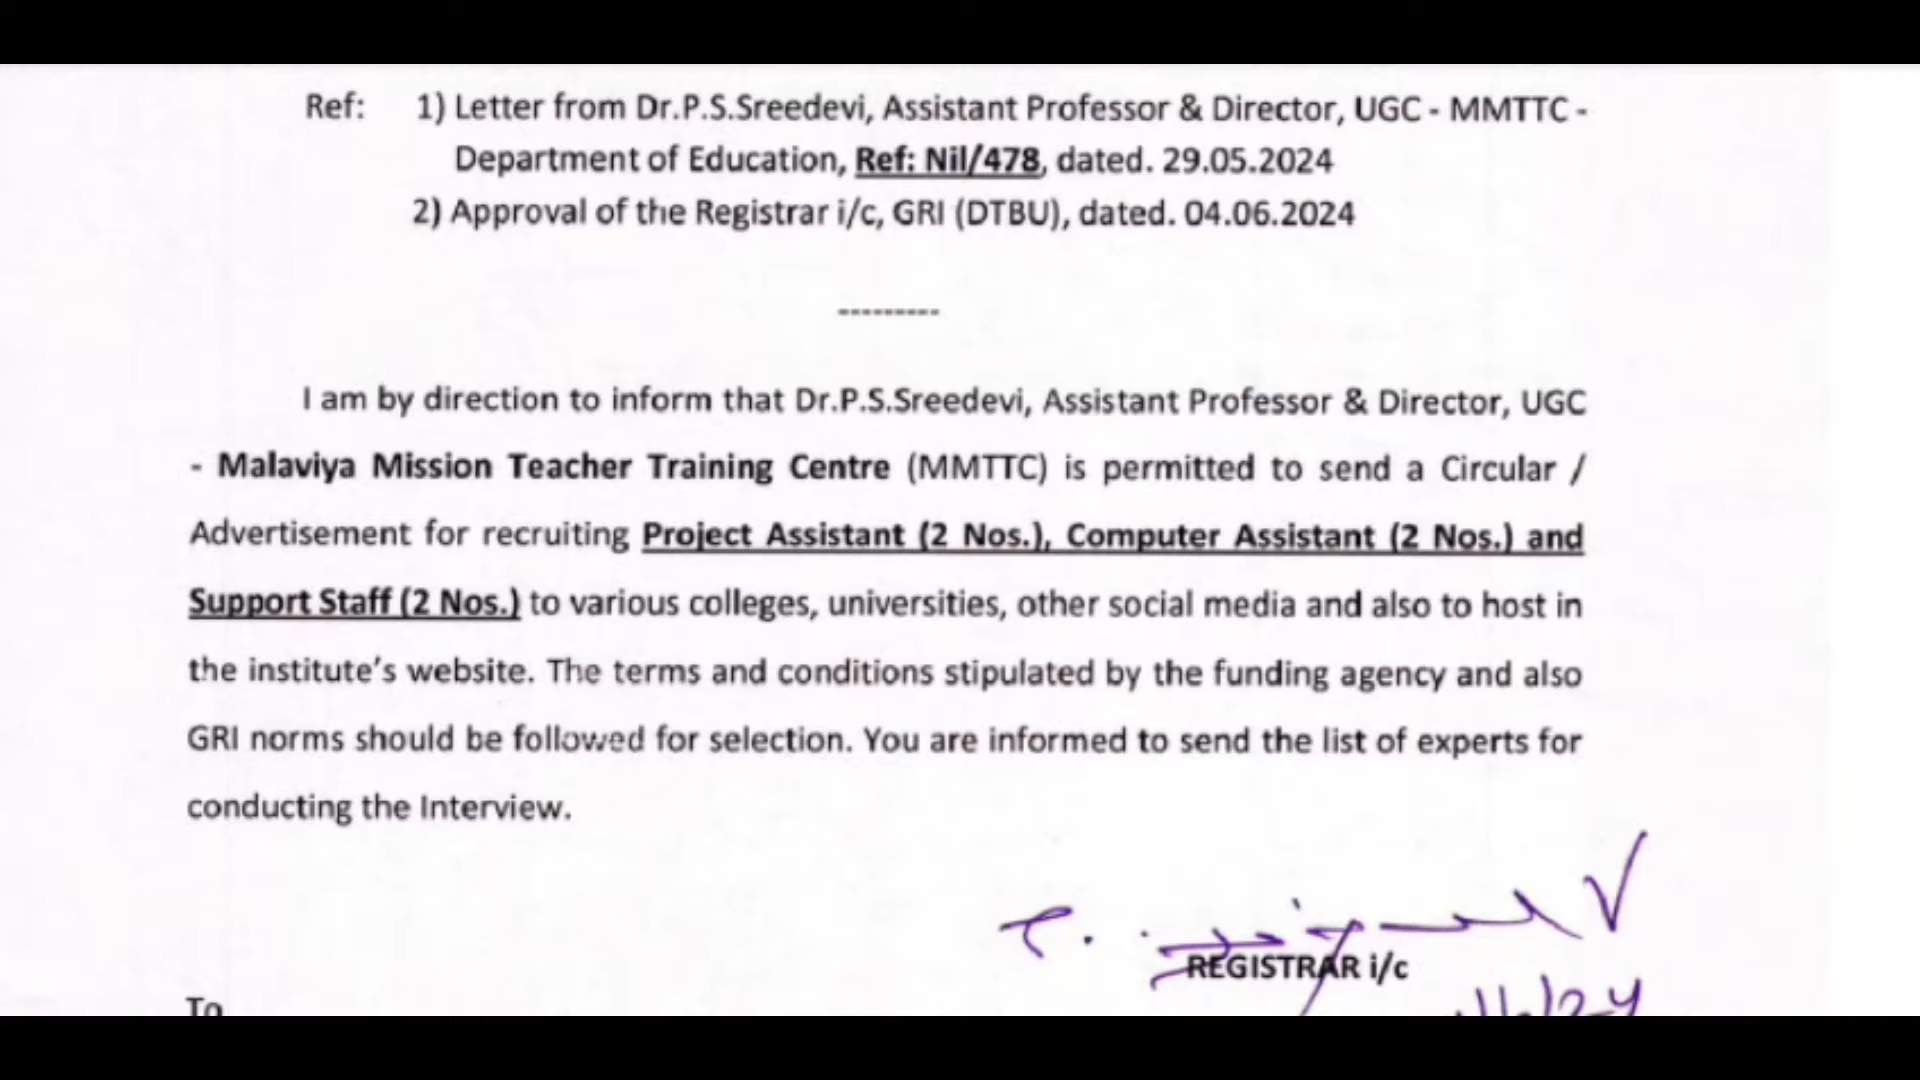 Ref: 1) Letter from Dr.P.S.Sreedevi, Assistant Professor & Director, UGC - MMTTC -
Department of Education, Ref: Nil/478, dated. 29.05.2024
2) Approval of the Registrar i/c, GRI (DTBU), dated. 04.06.2024
---------
I am by direction to inform that Dr.P.S.Sreedevi, Assistant Professor & Director, UGC
- Malaviya Mission Teacher Training Centre (MMTTC) is permitted to send a Circular /
Advertisement for recruiting Project Assistant (2 Nos.), Computer Assistant (2 Nos.) and
Support Staff (2 Nos.) to various colleges, universities, other social media and also to host in
the institute’s website. The terms and conditions stipulated by the funding agency and also
GRI norms should be followed for selection. You are informed to send the list of experts for
conducting the Interview.
REGISTRAR i/c
To